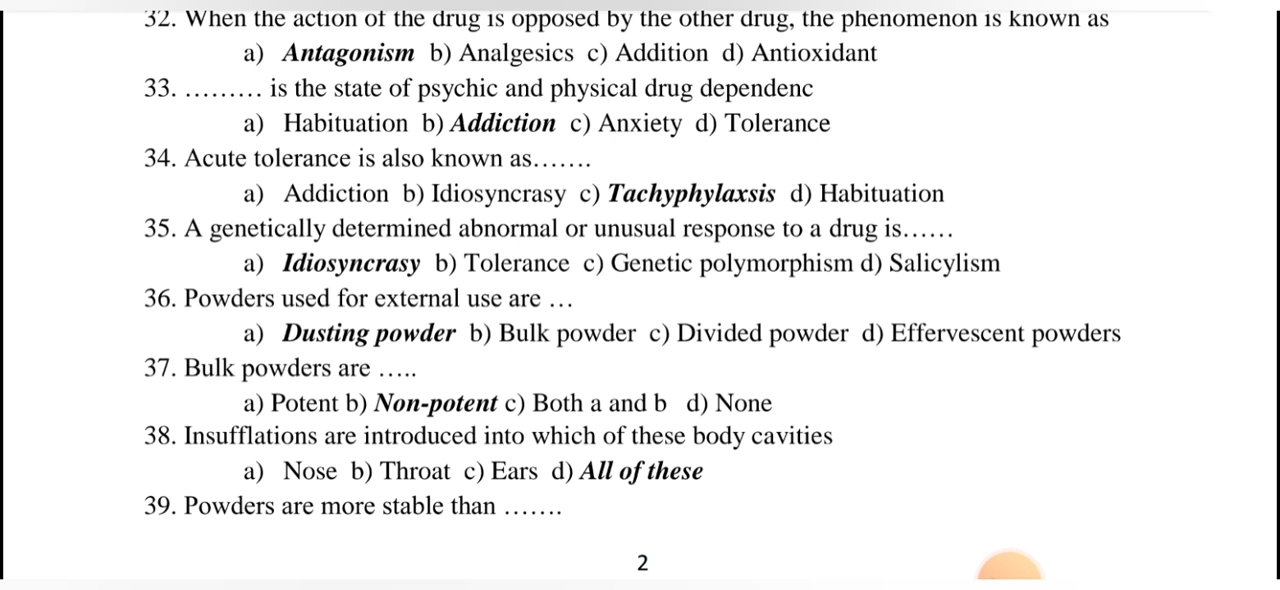 32. When the action of the drug is opposed by the other drug, the phenomenon is known as
a) Antagonism b) Analgesics c) Addition d) Antioxidant
33. ......... is the state of psychic and physical drug dependenc
a) Habituation b) Addiction c) Anxiety d) Tolerance
34. Acute tolerance is also known as.......
a) Addiction b) Idiosyncrasy c) Tachyphylaxsis d) Habituation
35. A genetically determined abnormal or unusual response to a drug is......
a) Idiosyncrasy b) Tolerance c) Genetic polymorphism d) Salicylism
36. Powders used for external use are ...
a) Dusting powder b) Bulk powder c) Divided powder d) Effervescent powders
37. Bulk powders are .....
a) Potent b) Non-potent c) Both a and b d) None
38. Insufflations are introduced into which of these body cavities
a) Nose b) Throat c) Ears d) All of these
39. Powders are more stable than .......
2